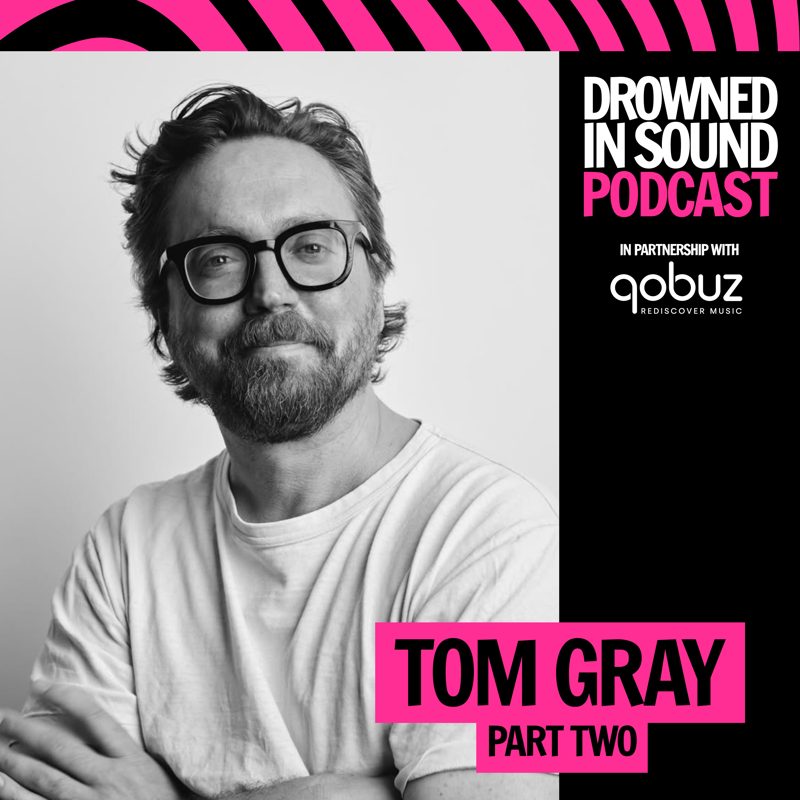 DROWNED
IN SOUND
PODCAST
IN PARTNERSHIP WITH
qobuz
REDISCOVER MUSIC
TOM GRAY
PART TWO